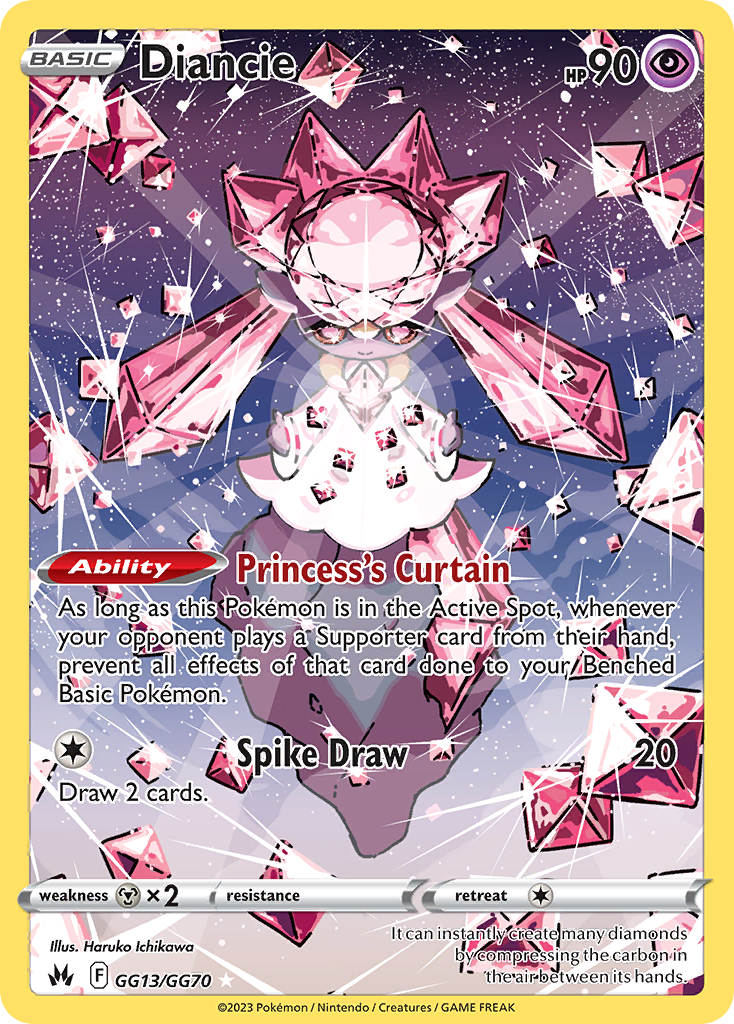 BASIC Diancie HP 90
Ability Princess's Curtain
As long as this Pokémon is in the Active Spot, whenever
your opponent plays a Supporter card from their hand,
prevent all effects of that card done to your Benched
Basic Pokémon.
Spike Draw 20
Draw 2 cards.
weakness ×2 resistance retreat
Illus. Haruko Ichikawa
It can instantly create many diamonds
by compressing the carbon in
the air between its hands.
F GG13/GG70
©2023 Pokémon / Nintendo / Creatures / GAME FREAK